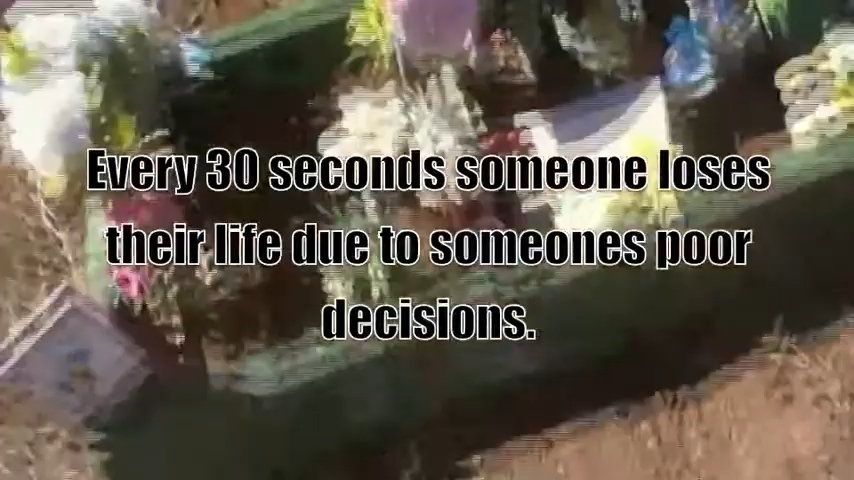 Every 30 seconds someone loses
their life due to someones poor
decisions.